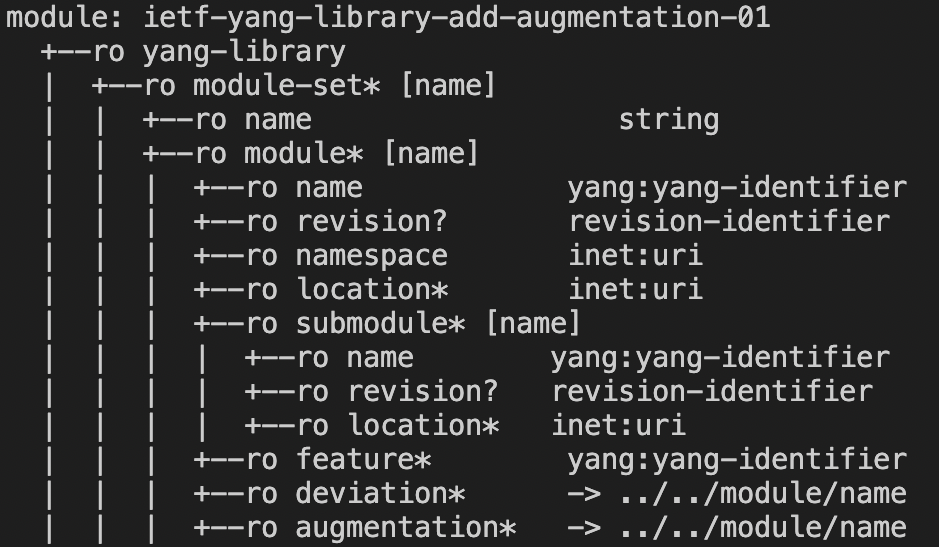 module: ietf-yang-library-add-augmentation-01
  +--ro yang-library
  |  +--ro module-set* [name]
  |  |  +--ro name                  string
  |  |  +--ro module* [name]
  |  |  |  +--ro name            yang:yang-identifier
  |  |  |  +--ro revision?       revision-identifier
  |  |  |  +--ro namespace       inet:uri
  |  |  |  +--ro location*       inet:uri
  |  |  |  +--ro submodule* [name]
  |  |  |  |  +--ro name        yang:yang-identifier
  |  |  |  |  +--ro revision?   revision-identifier
  |  |  |  |  +--ro location*   inet:uri
  |  |  |  +--ro feature*        yang:yang-identifier
  |  |  |  +--ro deviation*      -> ../../module/name
  |  |  |  +--ro augmentation*   -> ../../module/name